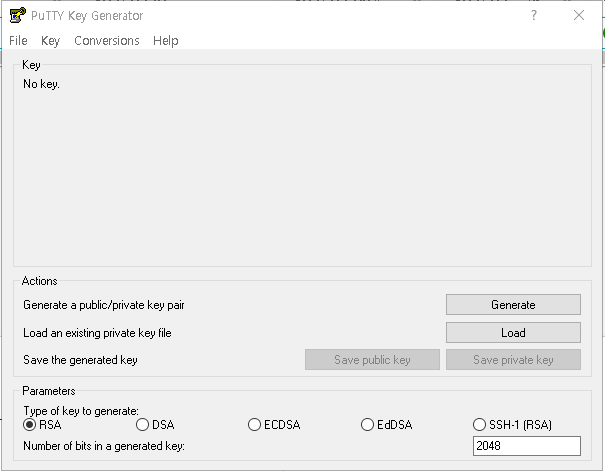 PuTTY Key Generator
?
File Key Conversions Help
Key
No key.
Actions
Generate a public/private key pair
Generate
Load an existing private key file
Load
Save the generated key
Save public key
Save private key
Parameters
Type of key to generate:
RSA
DSA
ECDSA
EdDSA
SSH-1 (RSA)
Number of bits in a generated key:
2048